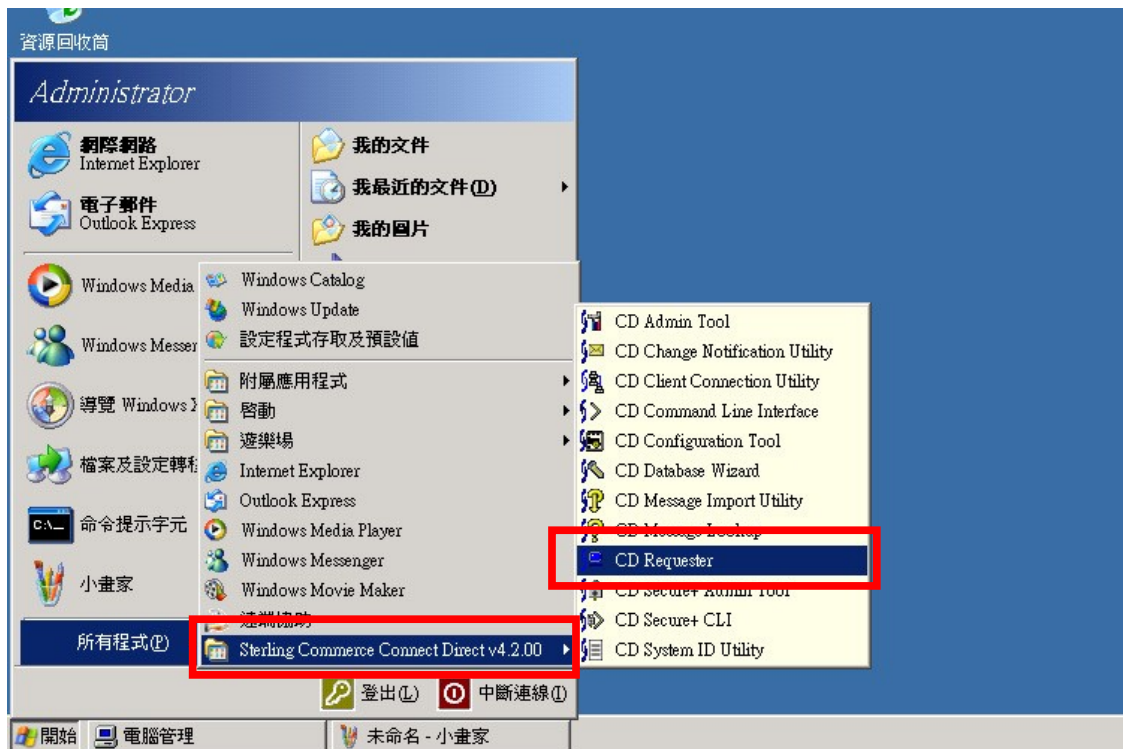 資源回收筒
Administrator
網際網路
Internet Explorer
電子郵件
Outlook Express
Windows Media
Windows Messer
導覽 Windows
檔案及設定轉
命令提示字元
小畫家
所有程式(P)
我的文件
我最近的文件(D)
我的圖片
Windows Catalog
Windows Update
設定程式存取及預設值
附屬應用程式
啓動
遊樂場
Internet Explorer
Outlook Express
Windows Media Player
Windows Messenger
Windows Movie Maker
遠端協助
Sterling Commerce Connect Direct v4.2.00
CD Admin Tool
CD Change Notification Utility
CD Client Connection Utility
CD Command Line Interface
CD Configuration Tool
CD Database Wizard
CD Message Import Utility
CD Message Lookup
CD Requester
CD Secure+ Admin Tool
CD Secure+ CLI
CD System ID Utility
登出(L)
中斷連線(I)
開始
電腦管理
未命名 - 小畫家